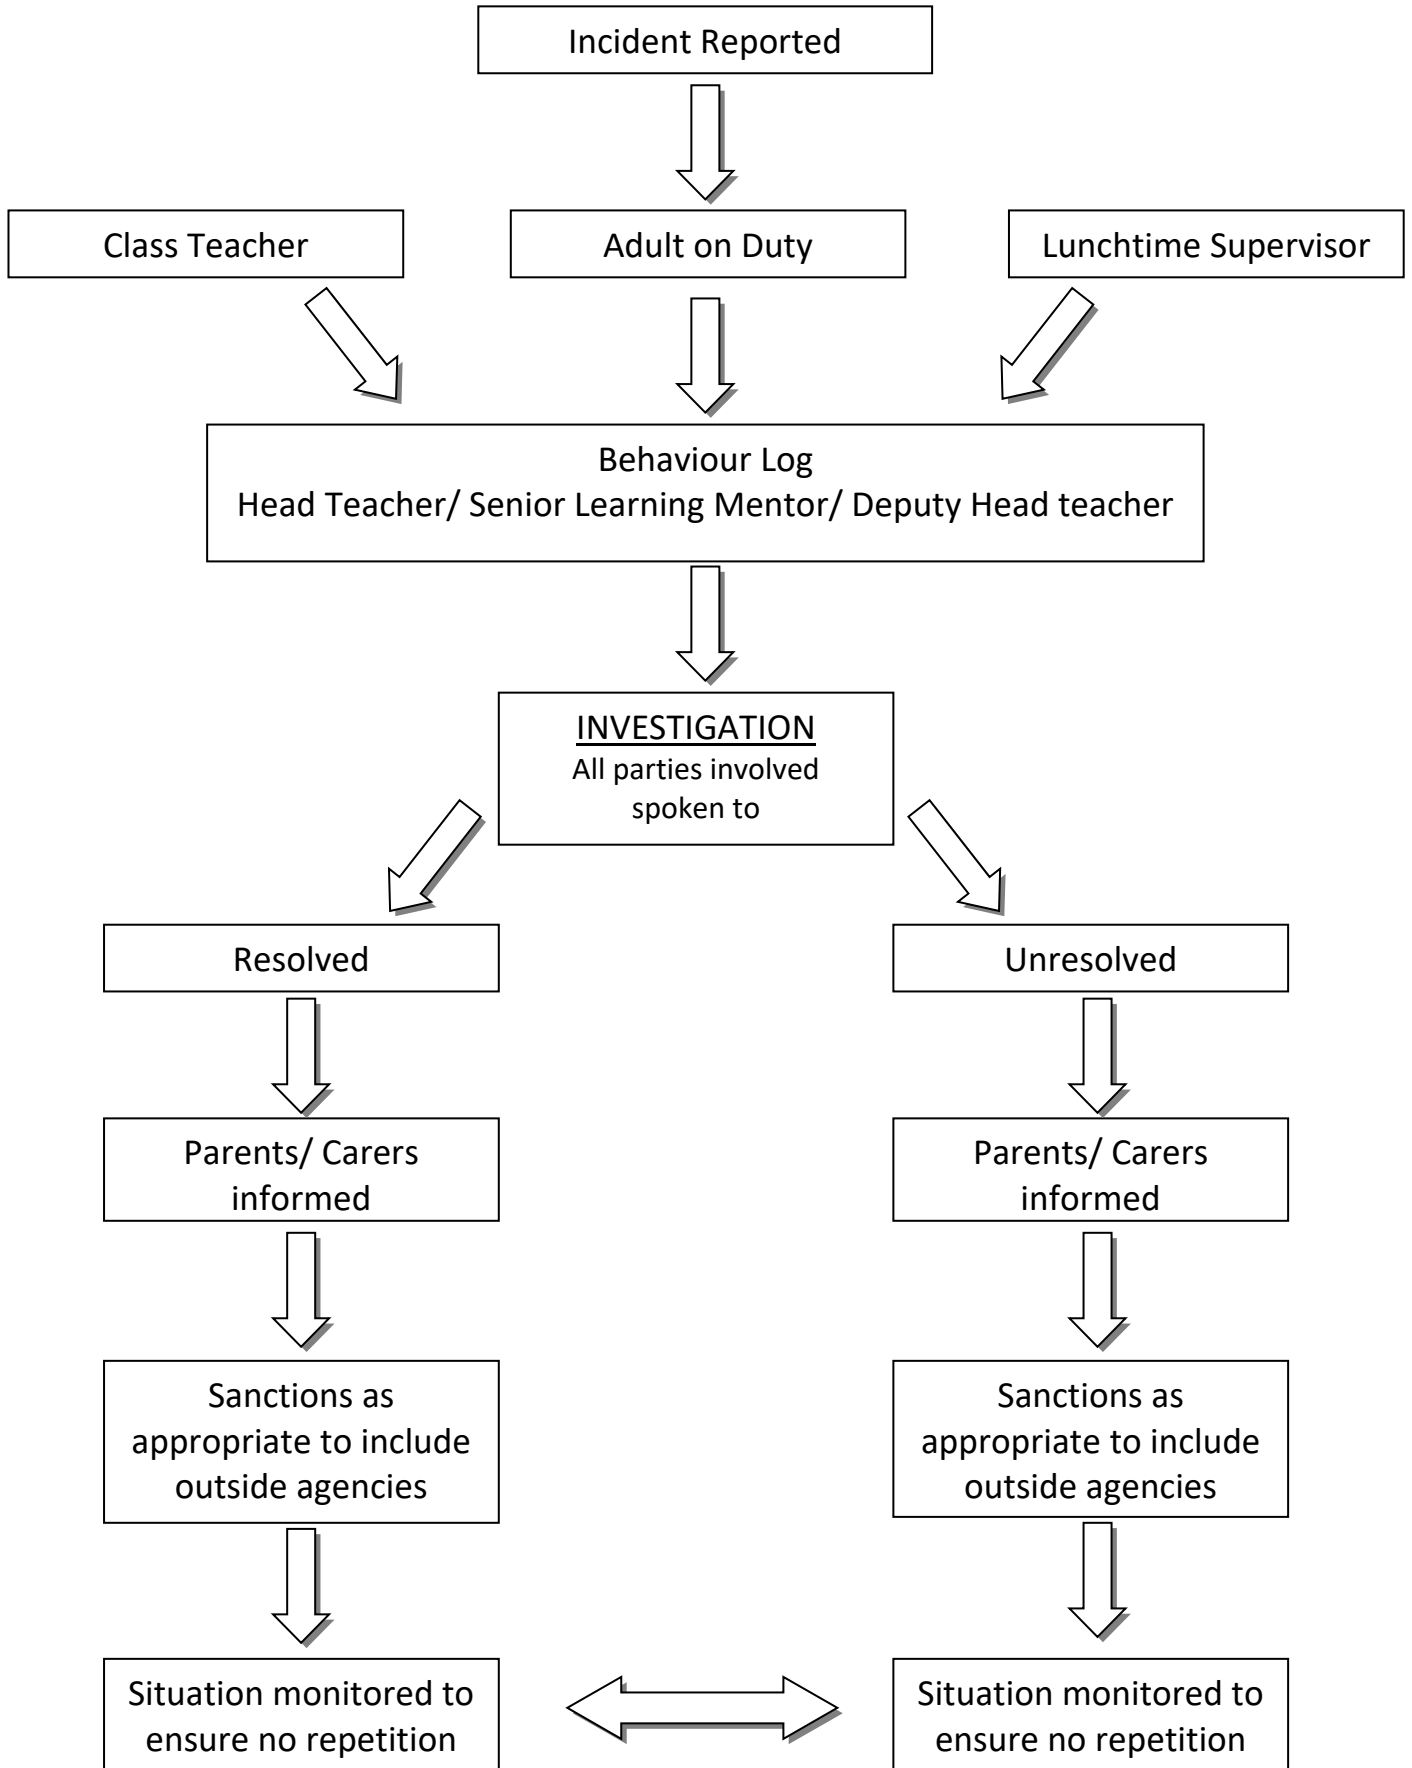 Incident Reported
Class Teacher
Adult on Duty
Lunchtime Supervisor
Behaviour Log
Head Teacher/ Senior Learning Mentor/ Deputy Head teacher
INVESTIGATION
All parties involved
spoken to
Resolved
Unresolved
Parents/ Carers
informed
Parents/ Carers
informed
Sanctions as
appropriate to include
outside agencies
Sanctions as
appropriate to include
outside agencies
Situation monitored to
ensure no repetition
Situation monitored to
ensure no repetition